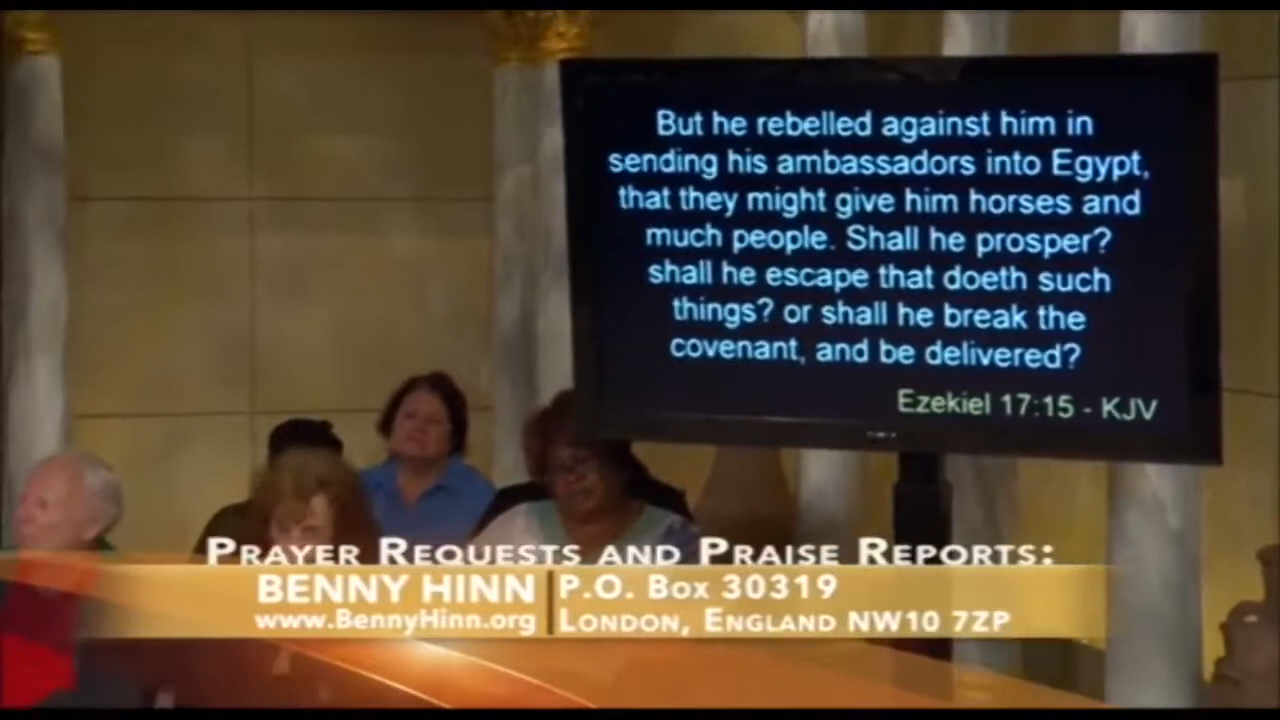 But he rebelled against him in
sending his ambassadors into Egypt,
that they might give him horses and
much people. Shall he prosper?
shall he escape that doeth such
things? or shall he break the
covenant, and be delivered?
Ezekiel 17:15 - KJV
PRAYER REQUESTS AND PRAISE REPORTS:
BENNY HINN
www.BennyHinn.org
P.O. BOX 30319
LONDON, ENGLAND NW10 7ZP